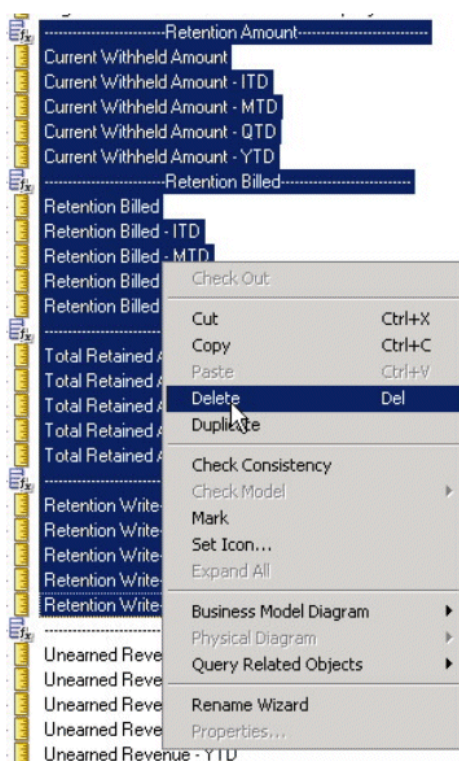 ------------------------Retention Amount--------------------------
Current Withheld Amount
Current Withheld Amount - ITD
Current Withheld Amount - MTD
Current Withheld Amount - QTD
Current Withheld Amount - YTD
------------------------Retention Billed--------------------------
Retention Billed
Retention Billed - ITD
Retention Billed - MTD
Retention Billed
Retention Billed
Total Retained A
Total Retained A
Total Retained A
Total Retained A
Total Retained A
Retention Write-
Retention Write-
Retention Write-
Retention Write-
Retention Write-
Unearned Reve
Unearned Reve
Unearned Reve
Unearned Reve
Unearned Revenue - YTD
Check Out
Cut Ctrl+X
Copy Ctrl+C
Paste Ctrl+V
Delete Del
Duplicate
Check Consistency
Check Model
Mark
Set Icon...
Expand All
Business Model Diagram
Physical Diagram
Query Related Objects
Rename Wizard
Properties...